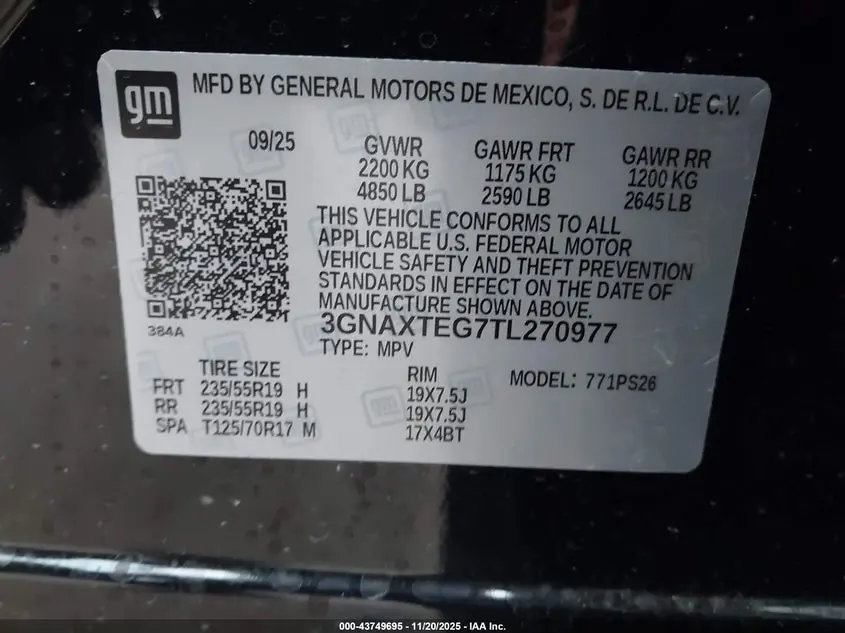 gm
MFD BY GENERAL MOTORS DE MEXICO, S. DE R.L. DE C.V.
09/25 GVWR GAWR FRT GAWR RR
2200 KG 1175 KG 1200 KG
4850 LB 2590 LB 2645 LB
THIS VEHICLE CONFORMS TO ALL
APPLICABLE U.S. FEDERAL MOTOR
VEHICLE SAFETY AND THEFT PREVENTION
STANDARDS IN EFFECT ON THE DATE OF
MANUFACTURE SHOWN ABOVE.
384A
3GNAXTEG7TL270977
TYPE: MPV
TIRE SIZE RIM MODEL: 771PS26
FRT 235/55R19 H 19X7.5J
RR 235/55R19 H 19X7.5J
SPA T125/70R17 M 17X4BT
000-43749695 - 11/20/2025 - IAA Inc.